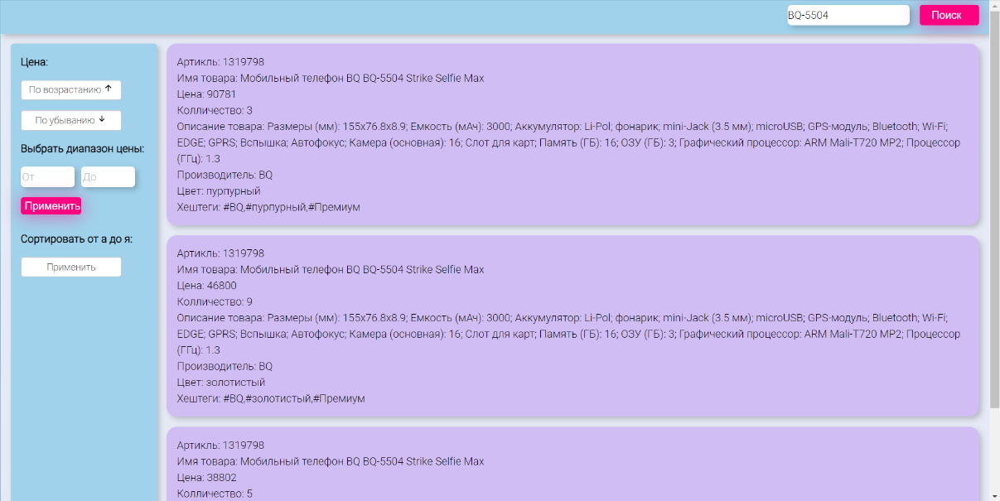 BQ-5504
Поиск
Цена:
По возрастанию ↑
По убыванию ↓
Выбрать диапазон цены:
От До
Применить
Сортировать от а до я:
Применить
Артикль: 1319798
Имя товара: Мобильный телефон BQ BQ-5504 Strike Selfie Max
Цена: 90781
Колличество: 3
Описание товара: Размеры (мм): 155x76.8x8.9; Емкость (мАч): 3000; Аккумулятор: Li-Pol; фонарик; mini-Jack (3.5 мм); microUSB; GPS-модуль; Bluetooth; Wi-Fi;
EDGE; GPRS; Вспышка; Автофокус; Камера (основная): 16; Слот для карт; Память (ГБ): 16; ОЗУ (ГБ): 3; Графический процессор: ARM Mali-T720 MP2; Процессор
(ГГц): 1.3
Производитель: BQ
Цвет: пурпурный
Хештеги: #BQ,#пурпурный,#Премиум
Артикль: 1319798
Имя товара: Мобильный телефон BQ BQ-5504 Strike Selfie Max
Цена: 46800
Колличество: 9
Описание товара: Размеры (мм): 155x76.8x8.9; Емкость (мАч): 3000; Аккумулятор: Li-Pol; фонарик; mini-Jack (3.5 мм); microUSB; GPS-модуль; Bluetooth; Wi-Fi;
EDGE; GPRS; Вспышка; Автофокус; Камера (основная): 16; Слот для карт; Память (ГБ): 16; ОЗУ (ГБ): 3; Графический процессор: ARM Mali-T720 MP2; Процессор
(ГГц): 1.3
Производитель: BQ
Цвет: золотистый
Хештеги: #BQ,#золотистый,#Премиум
Артикль: 1319798
Имя товара: Мобильный телефон BQ BQ-5504 Strike Selfie Max
Цена: 38802
Колличество: 5